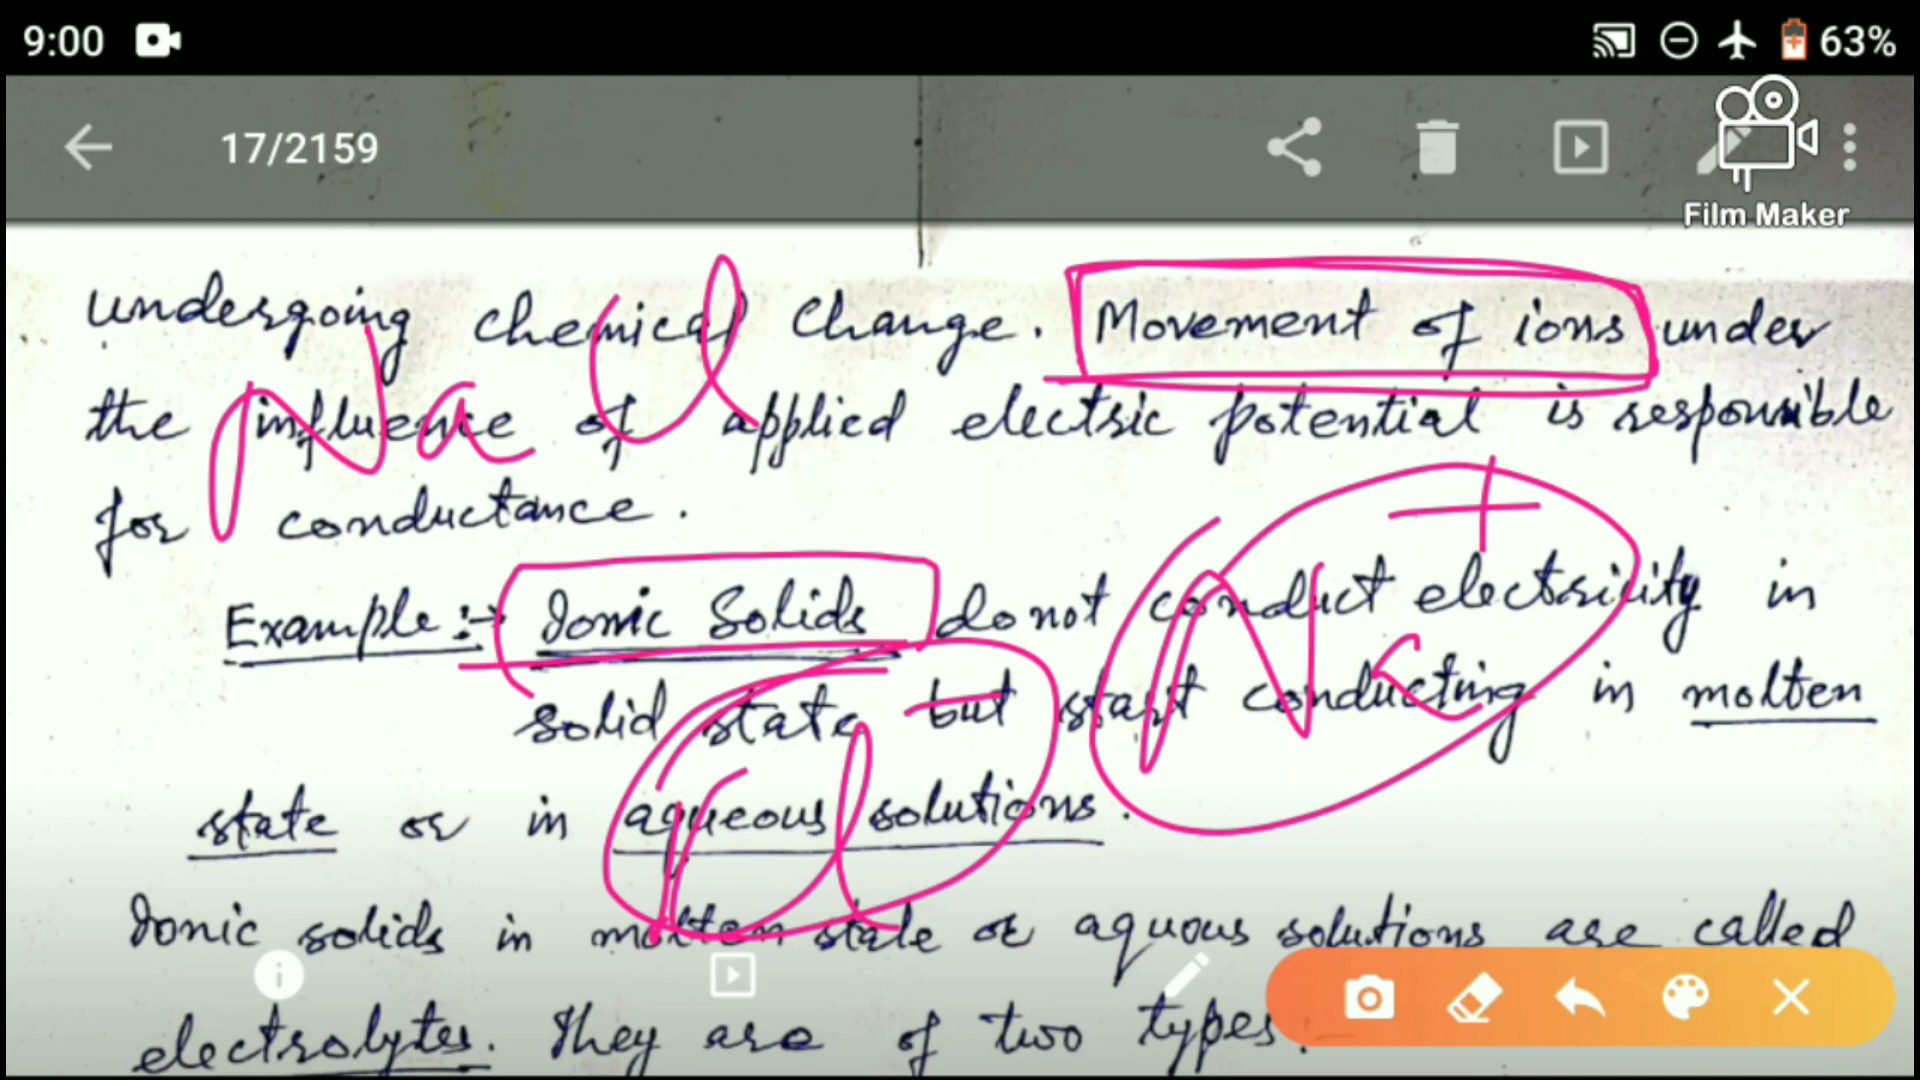 9:00 63%
17/2159
Film Maker
undergoing chemical change. Movement of ions under
Na Cl
the influence of applied electric potential is responsible
for conductance.
+
Example :→ Ionic Solids do not conduct electricity in
Na
solid state but start conducting in molten
Cl
state or in aqueous solutions.
Ionic solids in molten state or aquous solutions are called
electrolytes. They are of two types :-